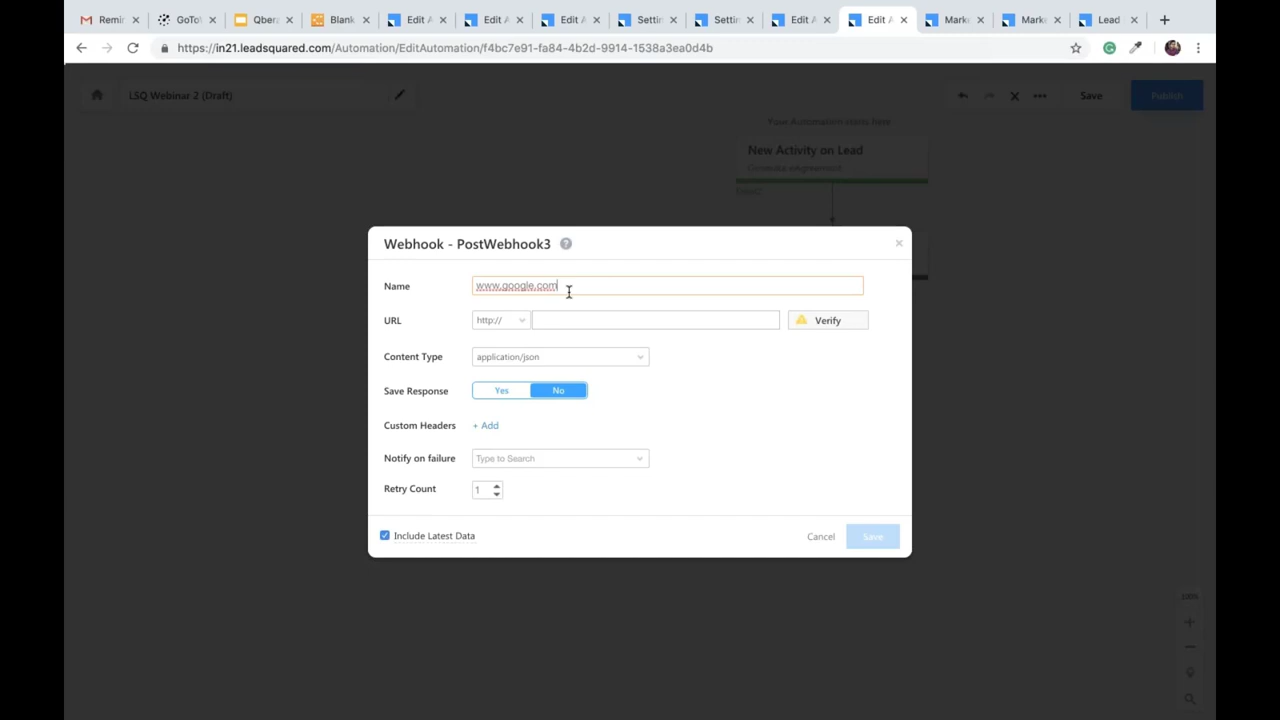 Remin
GoTo
Qber
Blank
Edit A
Edit A
Edit A
Settin
Settin
Edit A
Edit A
Marke
Marke
Lead
https://in21.leadsquared.com/Automation/EditAutomation/f4bc7e91-fa84-4b2d-9914-1538a3ea0d4b
LSQ Webinar 2 (Draft)
Save
Publish
Your Automation starts here
New Activity on Lead
Webhook - PostWebhook3
Name
www.google.com
URL
http://
Verify
Content Type
application/json
Save Response
Yes
No
Custom Headers
+ Add
Notify on failure
Type to Search
Retry Count
1
Include Latest Data
Cancel
Save
100%